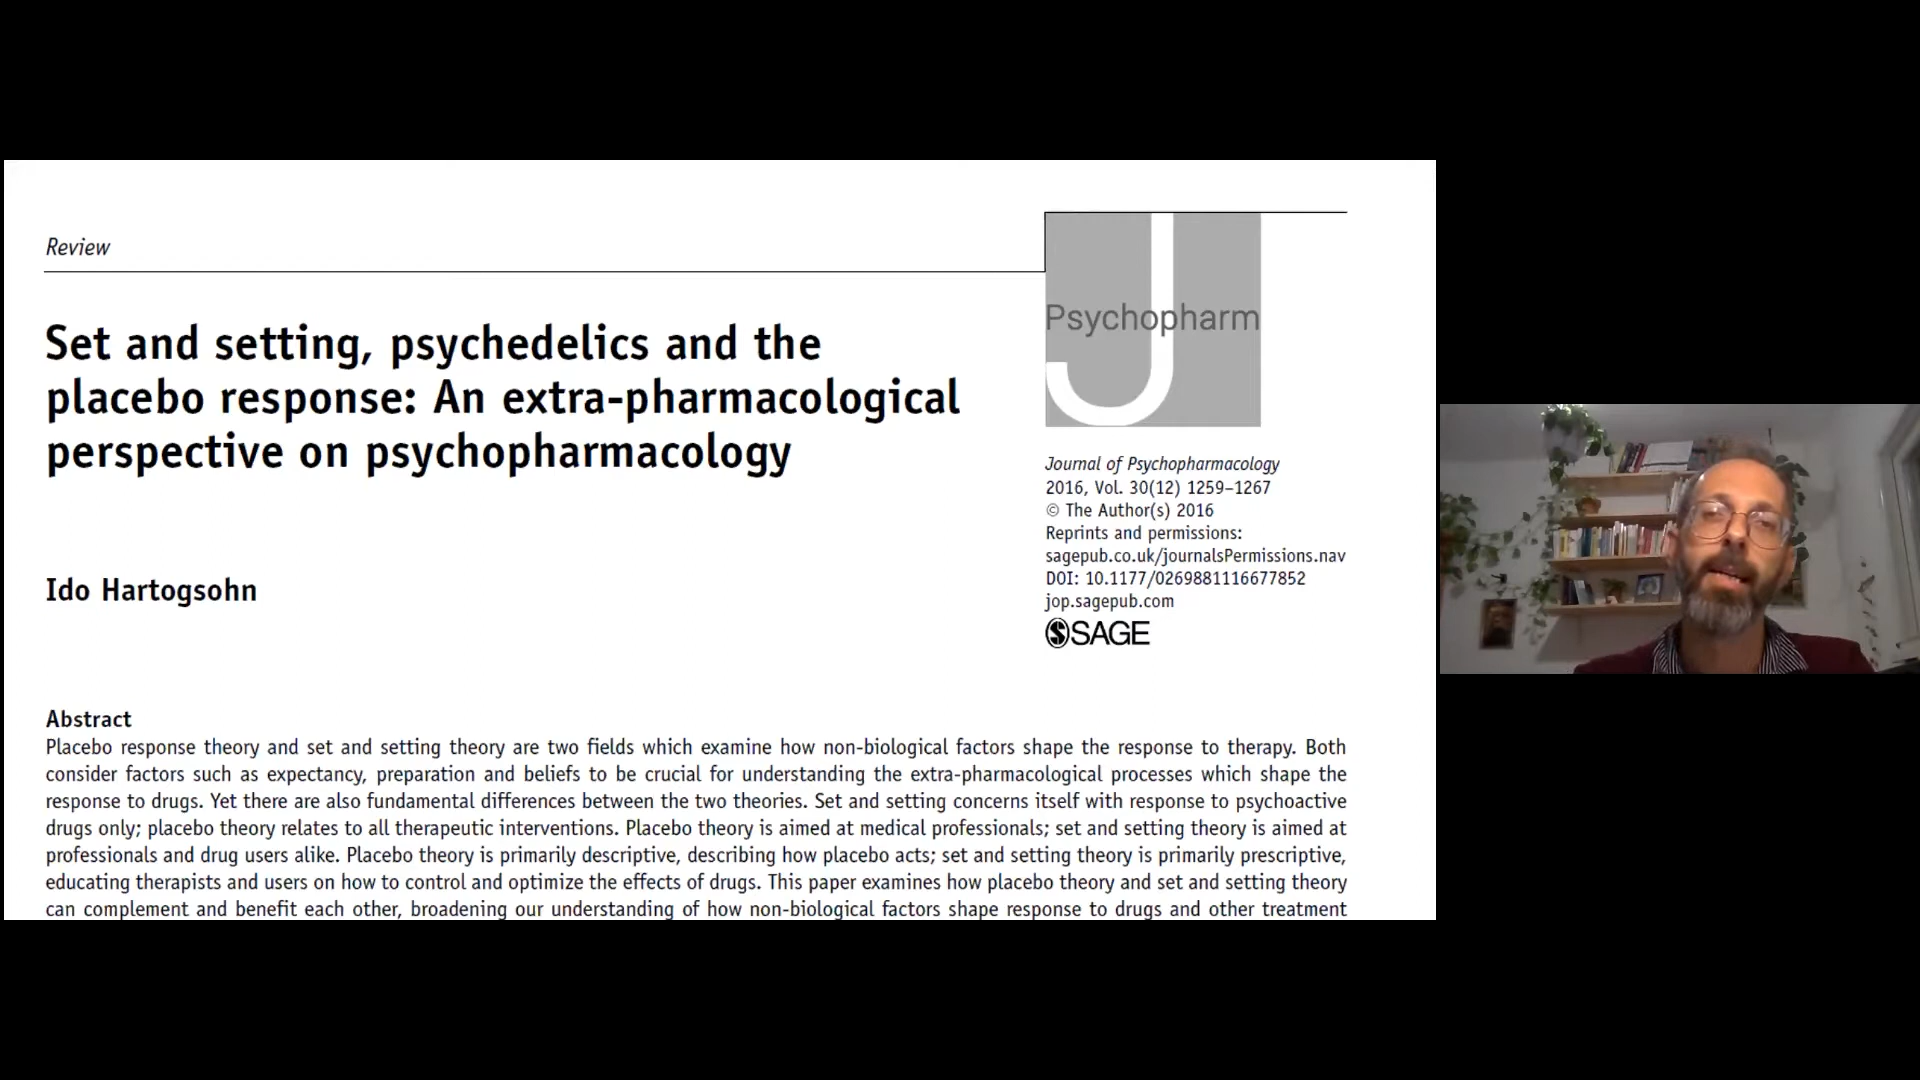 Review
Set and setting, psychedelics and the
placebo response: An extra-pharmacological
perspective on psychopharmacology
Ido Hartogsohn
Psychopharm
Journal of Psychopharmacology
2016, Vol. 30(12) 1259–1267
© The Author(s) 2016
Reprints and permissions:
sagepub.co.uk/journalsPermissions.nav
DOI: 10.1177/0269881116677852
jop.sagepub.com
SAGE
Abstract
Placebo response theory and set and setting theory are two fields which examine how non-biological factors shape the response to therapy. Both
consider factors such as expectancy, preparation and beliefs to be crucial for understanding the extra-pharmacological processes which shape the
response to drugs. Yet there are also fundamental differences between the two theories. Set and setting concerns itself with response to psychoactive
drugs only; placebo theory relates to all therapeutic interventions. Placebo theory is aimed at medical professionals; set and setting theory is aimed at
professionals and drug users alike. Placebo theory is primarily descriptive, describing how placebo acts; set and setting theory is primarily prescriptive,
educating therapists and users on how to control and optimize the effects of drugs. This paper examines how placebo theory and set and setting theory
can complement and benefit each other, broadening our understanding of how non-biological factors shape response to drugs and other treatment